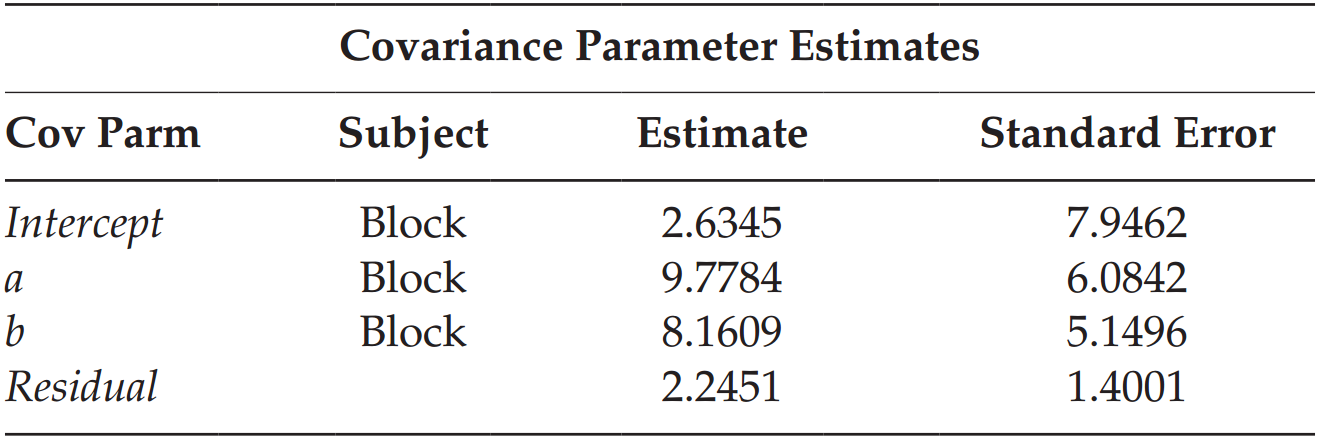 Covariance Parameter Estimates
Cov Parm Subject Estimate Standard Error
Intercept Block 2.6345 7.9462
a Block 9.7784 6.0842
b Block 8.1609 5.1496
Residual 2.2451 1.4001